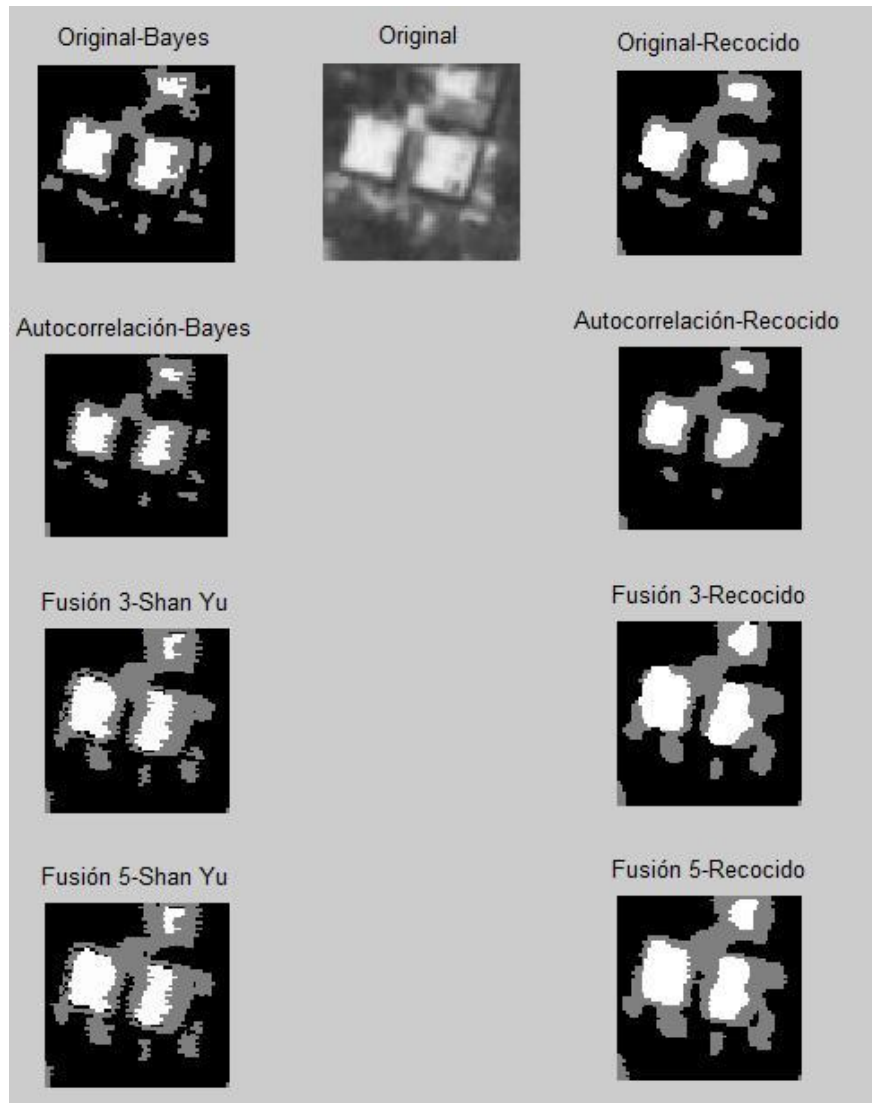 Original-Bayes
Original
Original-Recocido
Autocorrelación-Bayes
Autocorrelación-Recocido
Fusión 3-Shan Yu
Fusión 3-Recocido
Fusión 5-Shan Yu
Fusión 5-Recocido